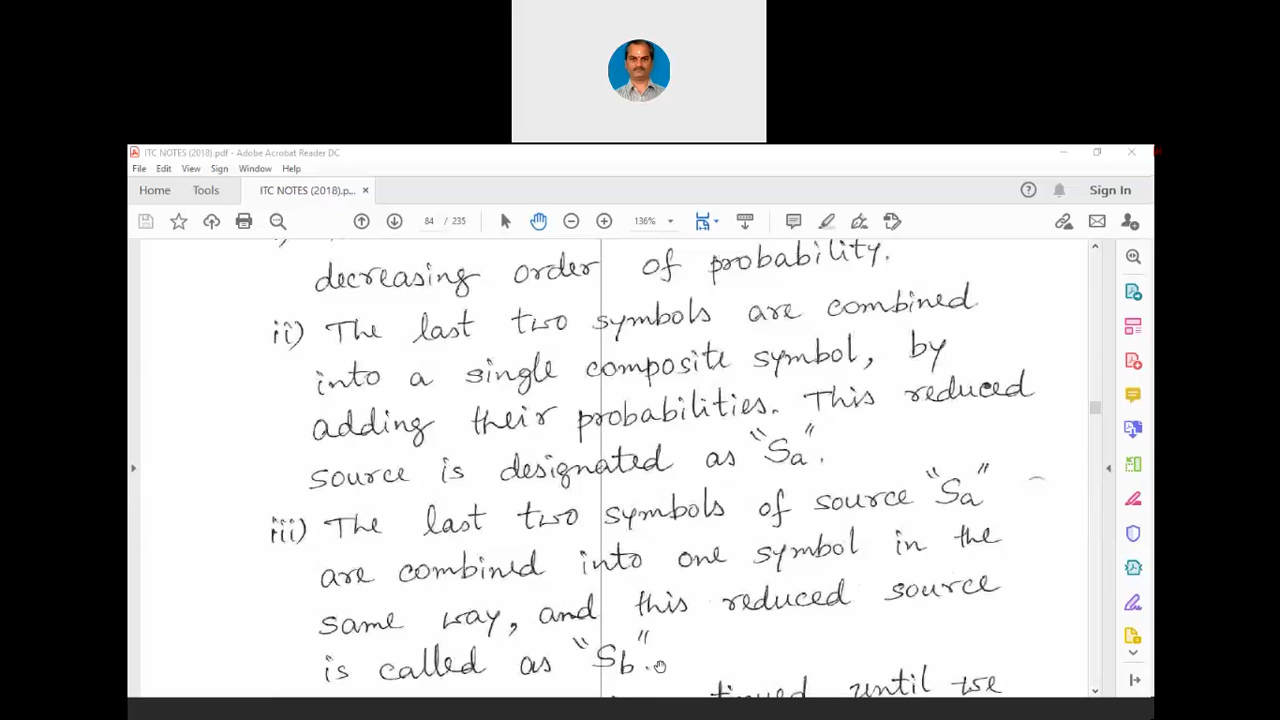 ITC NOTES (2018).pdf - Adobe Acrobat Reader DC
File Edit View Sign Window Help
Home Tools ITC NOTES (2018).p... × Sign In
84 / 235 136%
decreasing order of probability.
ii) The last two symbols are combined
into a single composite symbol, by
adding their probabilities. This reduced
source is designated as "Sa".
iii) The last two symbols of source "Sa"
are combined into one symbol in the
same way, and this reduced source
is called as "Sb".
until we